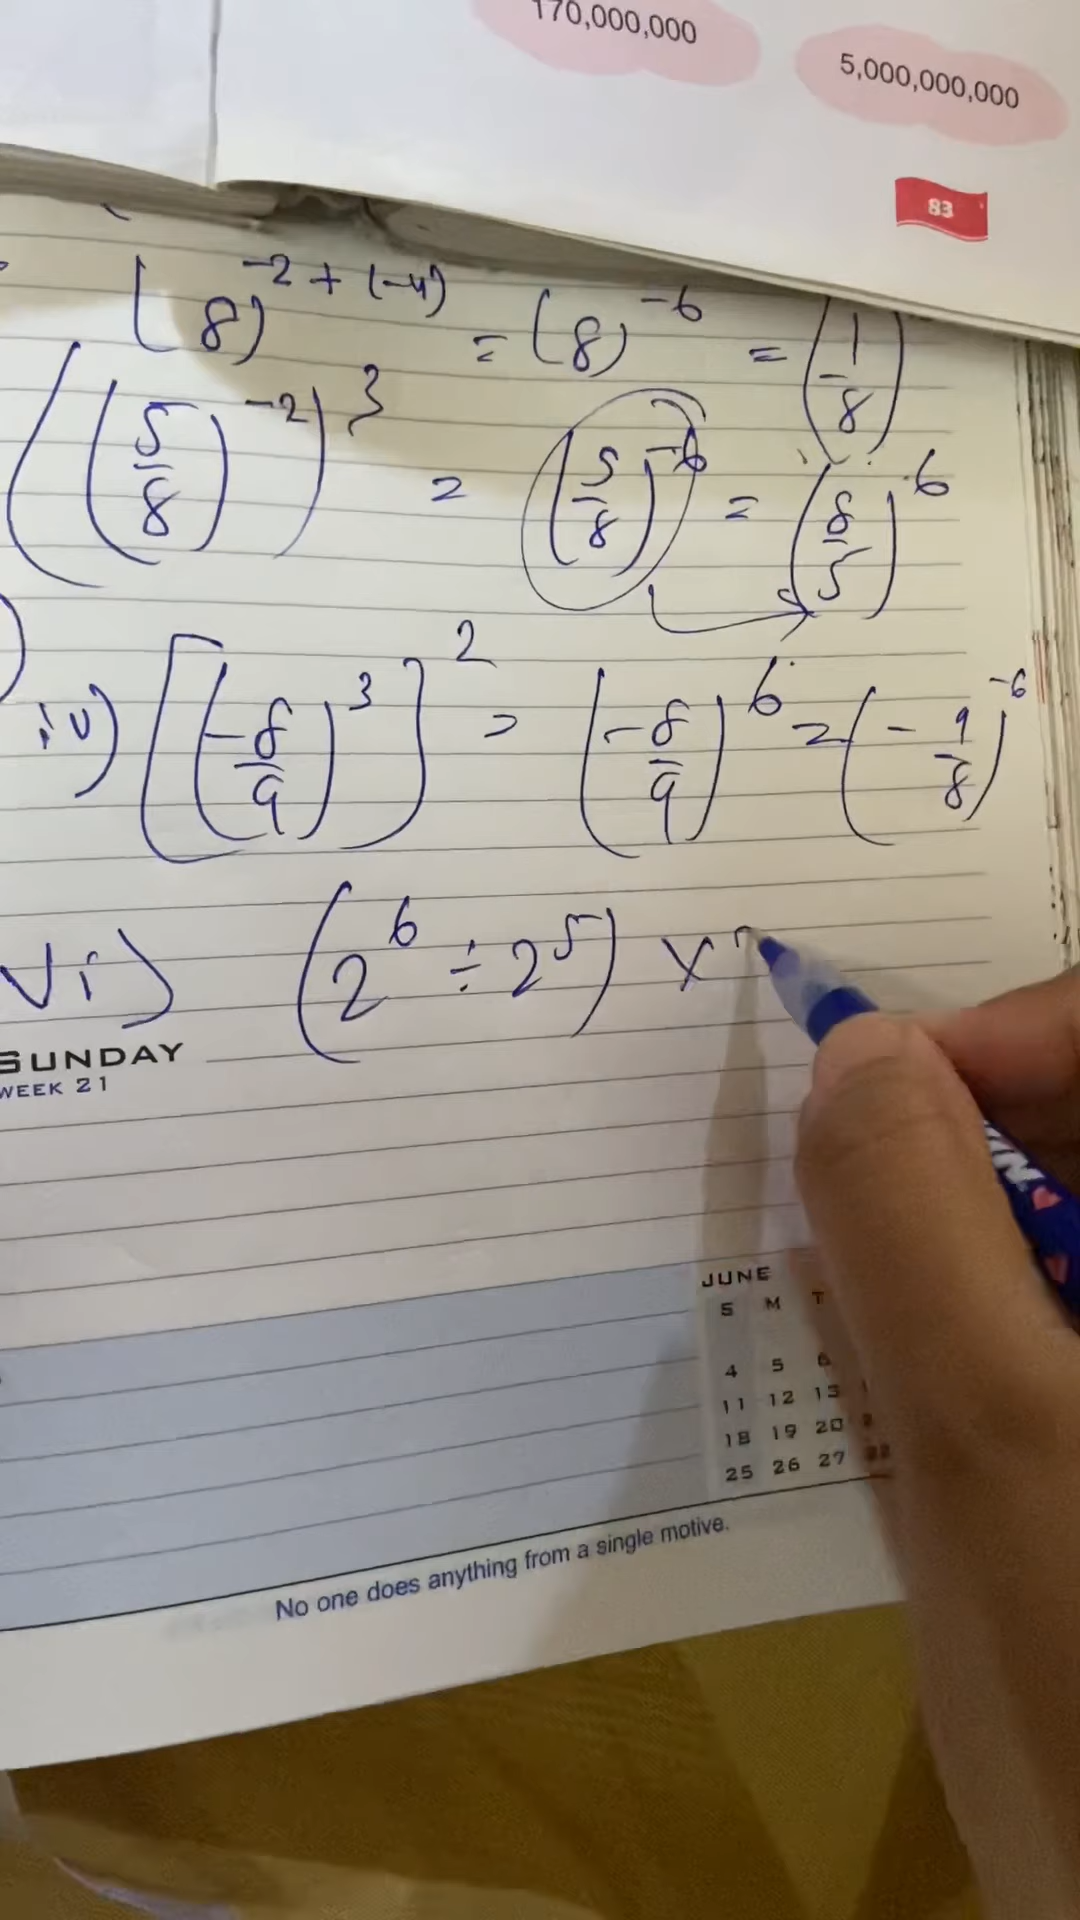 170,000,000
5,000,000,000
83
(8)^{-2+(-4)} = (8)^{-6} = (1/8)
((5/8)^{-2})^3 = (5/8)^{-6} = (8/5)^6
iv) [(-8/9)^3]^2 = (-8/9)^6 = (-9/8)^{-6}
vi) (2^6 ÷ 2^5) ×
SUNDAY
WEEK 21
JUNE
S M T
4 5 6
11 12 13
18 19 20
25 26 27
No one does anything from a single motive.